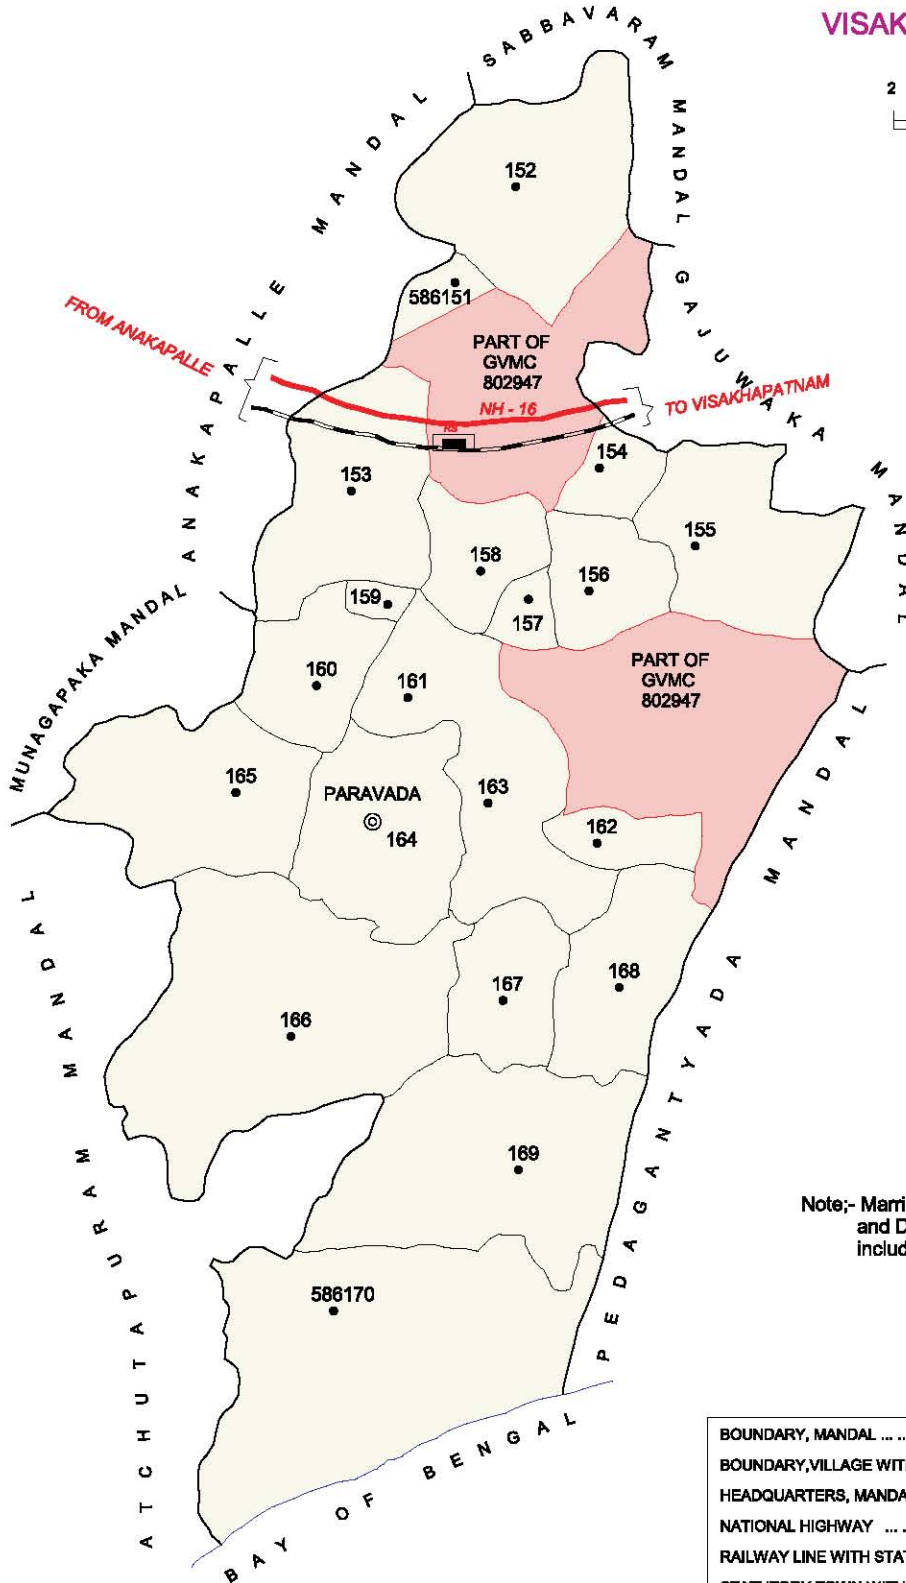 VISAK
2
SABBAVARAM MANDAL
ANAKAPALLE MANDAL
GAJUWAKA MANDAL
152
586151
FROM ANAKAPALLE
PART OF
GVMC
802947
NH - 16
TO VISAKHAPATNAM
RS
154
153
155
158
156
159
157
MUNAGAPAKA MANDAL
160
161
PART OF
GVMC
802947
165
PARAVADA
163
164
162
168
167
166
169
586170
ATCHUTAPURAM MANDAL
PEDAGANTYADA MANDAL
BAY OF BENGAL
Note;- Marri
and D
includ
BOUNDARY, MANDAL ... ..
BOUNDARY,VILLAGE WIT
HEADQUARTERS, MANDA
NATIONAL HIGHWAY ... .
RAILWAY LINE WITH STAT